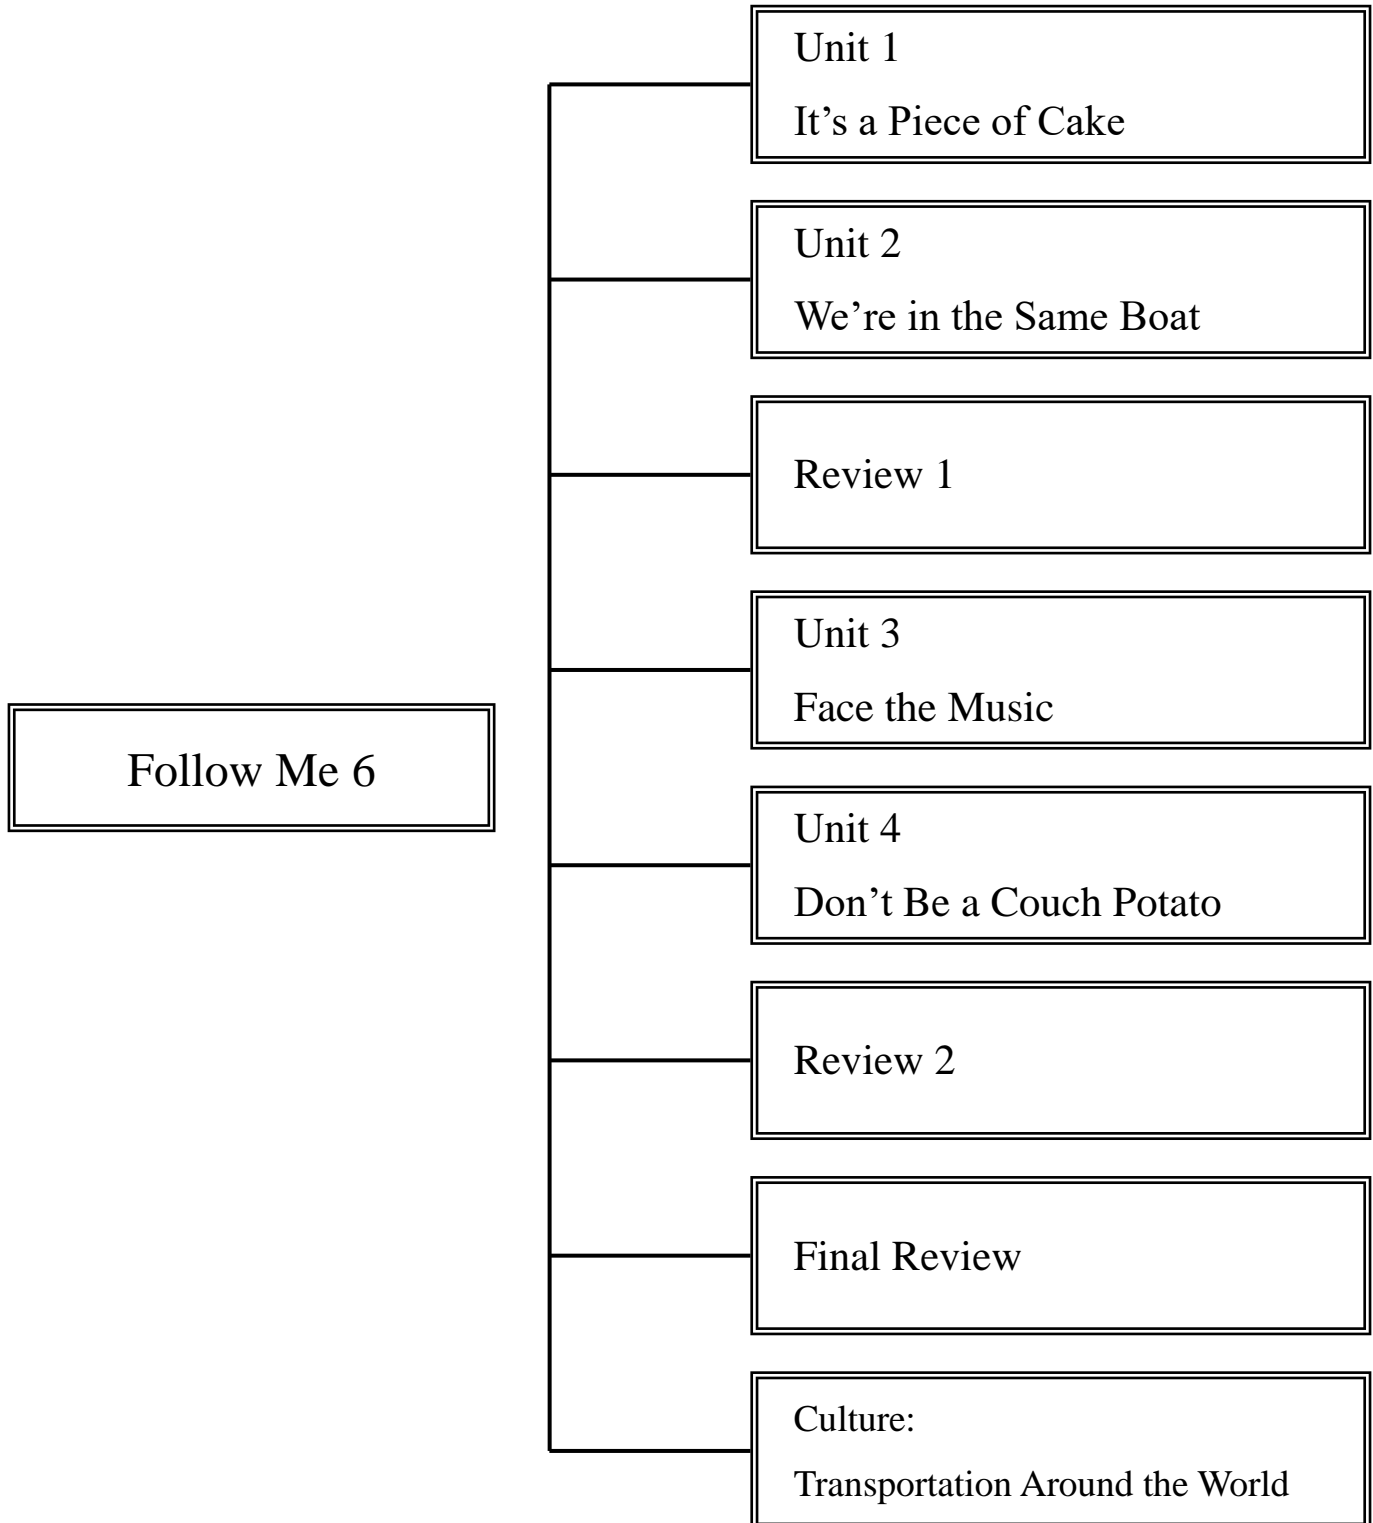 Follow Me 6
Unit 1
It’s a Piece of Cake
Unit 2
We’re in the Same Boat
Review 1
Unit 3
Face the Music
Unit 4
Don’t Be a Couch Potato
Review 2
Final Review
Culture:
Transportation Around the World